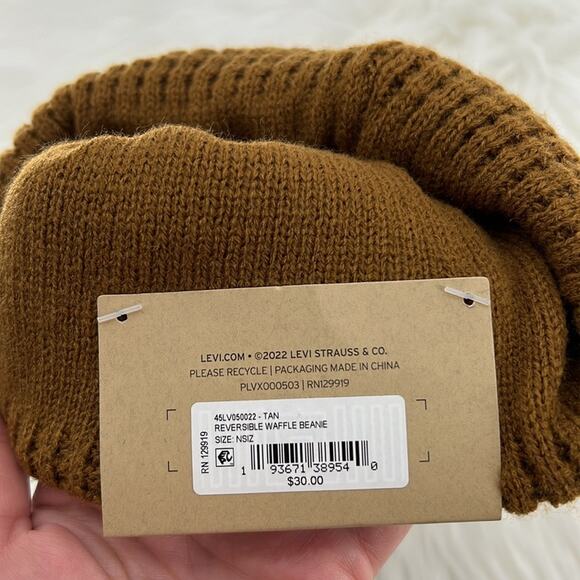 LEVI.COM • ©2022 LEVI STRAUSS & CO.
PLEASE RECYCLE | PACKAGING MADE IN CHINA
PLVX000503 | RN129919
RN 129919
45LV050022 - TAN
REVERSIBLE WAFFLE BEANIE
SIZE: NSIZ
1 93671 38954 0
$30.00